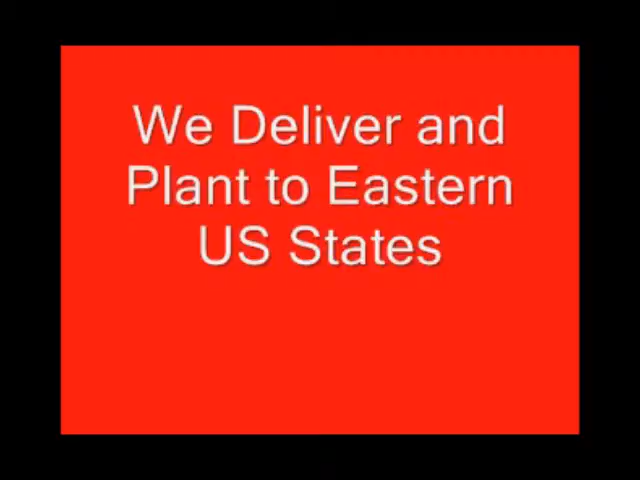 We Deliver and
Plant to Eastern
US States